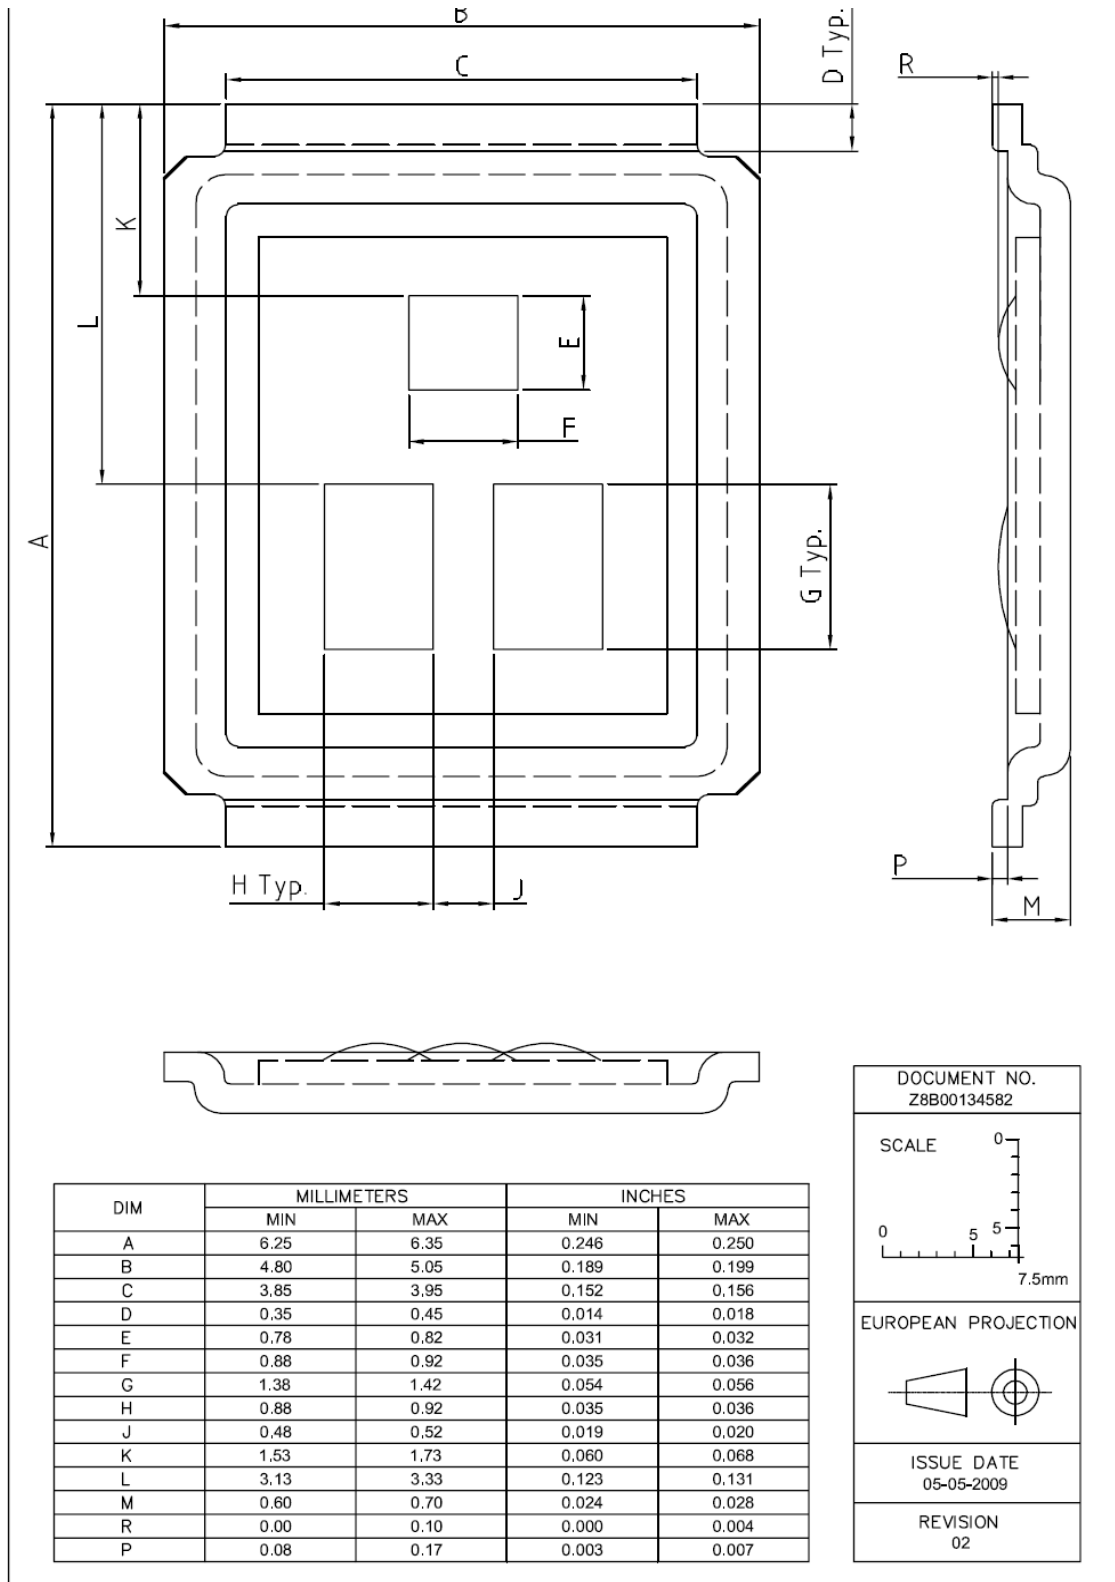 B
C
D Typ.
R
K
L
E
F
A
G Typ.
P
H Typ.
J
M
DOCUMENT NO.
Z8B00134582
SCALE
0
0
5
5
7.5mm
EUROPEAN PROJECTION
ISSUE DATE
05-05-2009
REVISION
02
DIM MILLIMETERS INCHES
MIN MAX MIN MAX
A 6.25 6.35 0.246 0.250
B 4.80 5.05 0.189 0.199
C 3.85 3.95 0.152 0.156
D 0.35 0.45 0.014 0.018
E 0.78 0.82 0.031 0.032
F 0.88 0.92 0.035 0.036
G 1.38 1.42 0.054 0.056
H 0.88 0.92 0.035 0.036
J 0.48 0.52 0.019 0.020
K 1.53 1.73 0.060 0.068
L 3.13 3.33 0.123 0.131
M 0.60 0.70 0.024 0.028
R 0.00 0.10 0.000 0.004
P 0.08 0.17 0.003 0.007